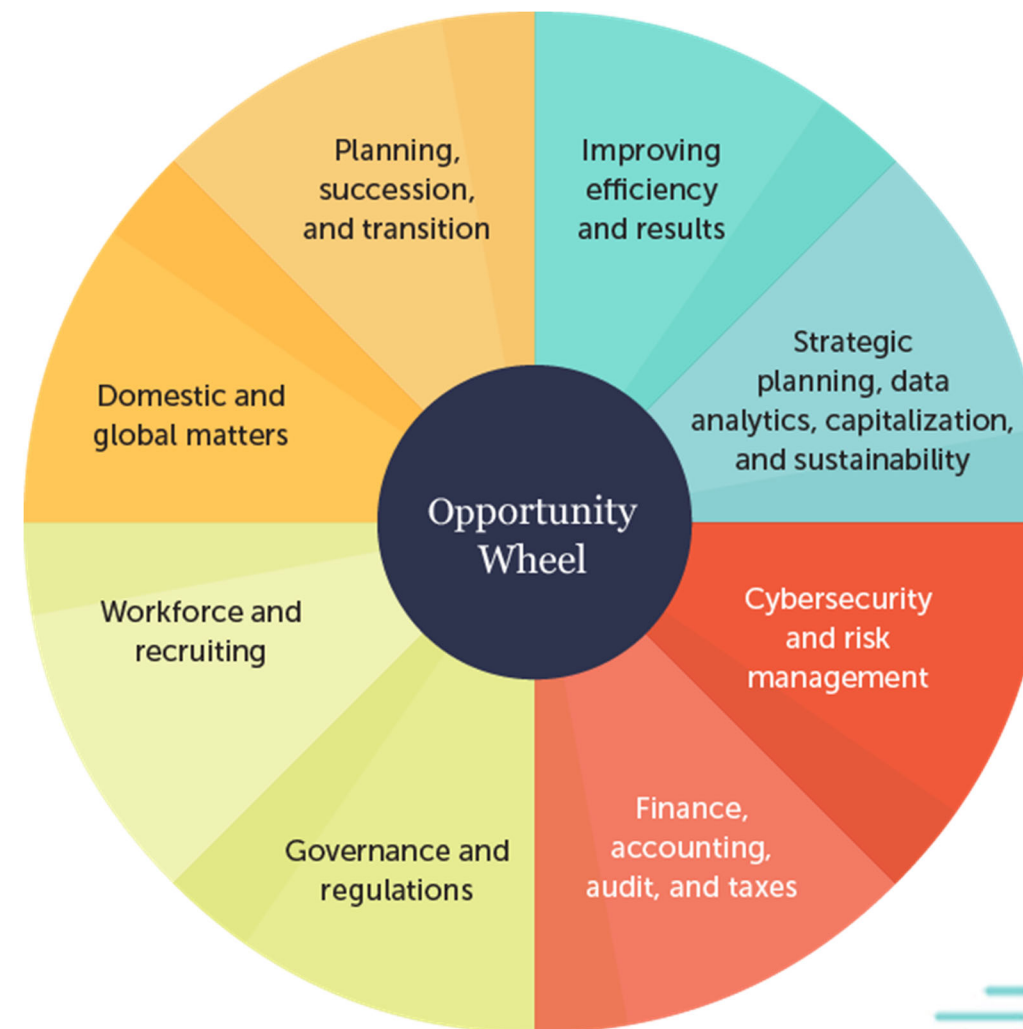 Planning,
succession,
and transition
Improving
efficiency
and results
Strategic
planning, data
analytics, capitalization,
and sustainability
Cybersecurity
and risk
management
Finance,
accounting,
audit, and taxes
Governance and
regulations
Workforce and
recruiting
Domestic and
global matters
Opportunity
Wheel